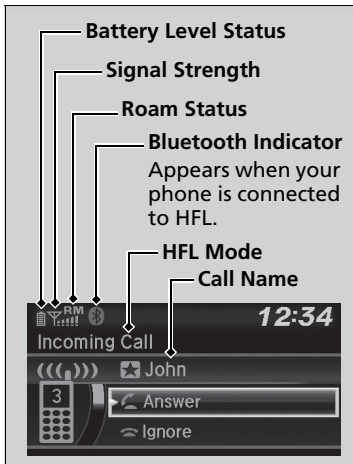 Battery Level Status
Signal Strength
Roam Status
Bluetooth Indicator
Appears when your
phone is connected
to HFL.
HFL Mode
Call Name
RM
12:34
Incoming Call
John
3
Answer
Ignore